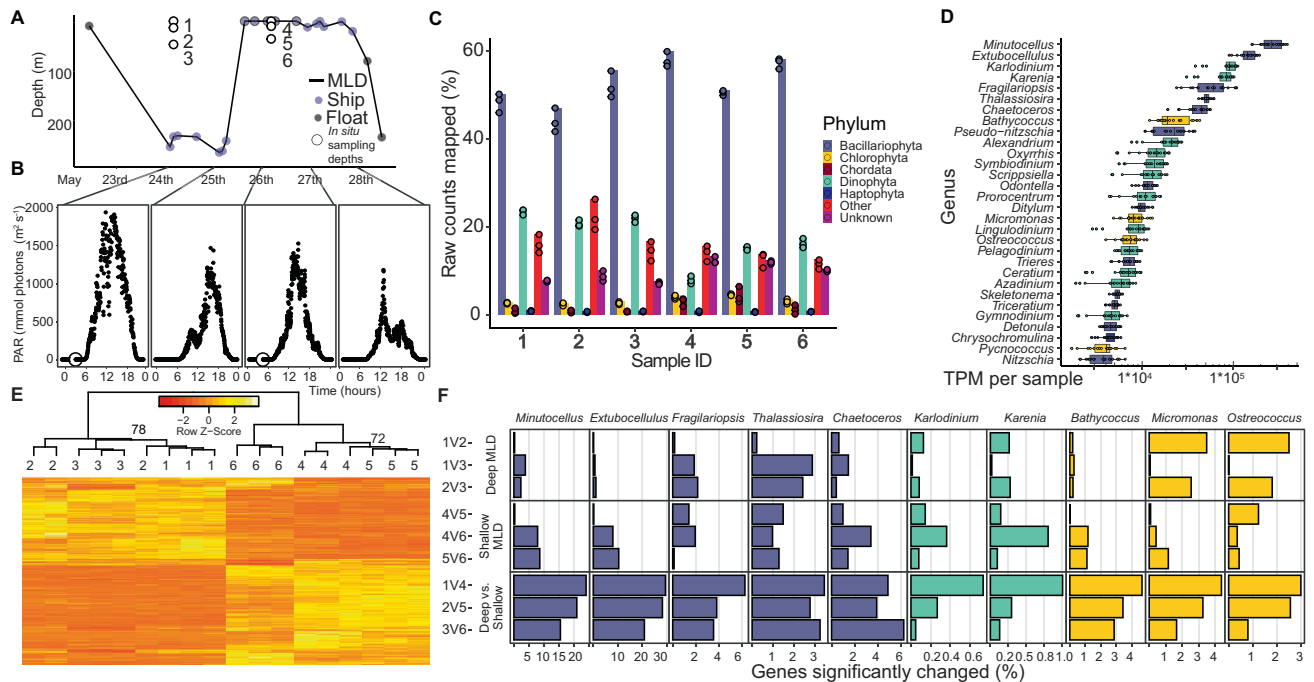 A
Depth (m)
100
200
1
2
3
4
5
6
MLD
Ship
Float
In situ
sampling
depths
B
May 23rd 24th 25th 26th 27th 28th
PAR (mmol photons (m² s⁻¹)
2000
1500
1000
500
0
0 6 12 18 0 6 12 18 0 6 12 18 0 6 12 18 0
Time (hours)
C
Raw counts mapped (%)
60
40
20
0
1 2 3 4 5 6
Sample ID
Phylum
Bacillariophyta
Chlorophyta
Chordata
Dinophyta
Haptophyta
Other
Unknown
D
Genus
Minutocellus
Extubocellulus
Karlodinium
Karenia
Fragilariopsis
Thalassiosira
Chaetoceros
Bathycoccus
Pseudo-nitzschia
Alexandrium
Oxyrrhis
Symbiodinium
Scrippsiella
Odontella
Prorocentrum
Ditylum
Micromonas
Lingulodinium
Ostreococcus
Pelagodinium
Trieres
Ceratium
Azadinium
Skeletonema
Triceratium
Gymnodinium
Detonula
Chrysochromulina
Pycnococcus
Nitzschia
TPM per sample 1*10⁴ 1*10⁵
E
−2 0 2
Row Z−Score
78
72
2 2 3 3 3 2 1 1 1 6 6 6 4 4 4 5 5 5
F
Minutocellus Extubocellulus Fragilariopsis Thalassiosira Chaetoceros Karlodinium Karenia Bathycoccus Micromonas Ostreococcus
1V2
1V3
2V3
Deep MLD
4V5
4V6
5V6
Shallow
MLD
1V4
2V5
3V6
Deep vs.
Shallow
5 10 20 10 20 30 2 4 6 1 2 3 2 4 6 0.2 0.4 0.6 0.20.5 0.81.0 1 2 3 4 1 2 3 4 1 2 3
Genes significantly changed (%)